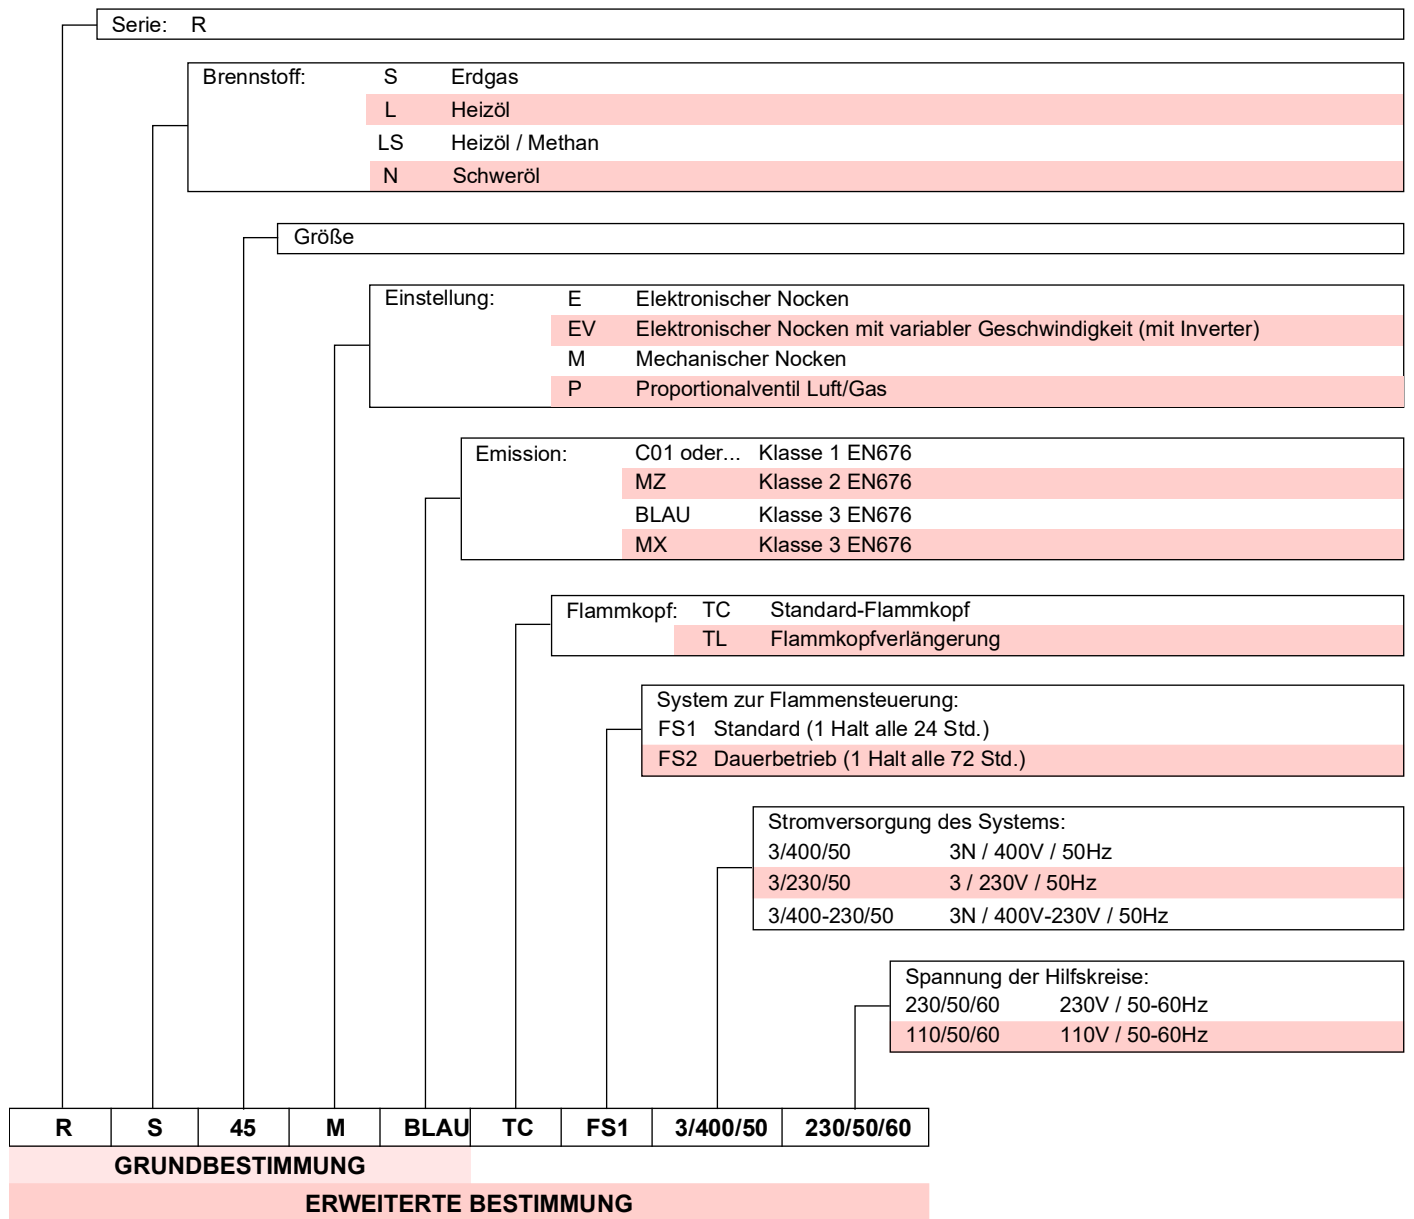 Serie: R
Brennstoff: S Erdgas
L Heizöl
LS Heizöl / Methan
N Schweröl
Größe
Einstellung: E Elektronischer Nocken
EV Elektronischer Nocken mit variabler Geschwindigkeit (mit Inverter)
M Mechanischer Nocken
P Proportionalventil Luft/Gas
Emission: C01 oder... Klasse 1 EN676
MZ Klasse 2 EN676
BLAU Klasse 3 EN676
MX Klasse 3 EN676
Flammkopf: TC Standard-Flammkopf
TL Flammkopfverlängerung
System zur Flammensteuerung:
FS1 Standard (1 Halt alle 24 Std.)
FS2 Dauerbetrieb (1 Halt alle 72 Std.)
Stromversorgung des Systems:
3/400/50 3N / 400V / 50Hz
3/230/50 3 / 230V / 50Hz
3/400-230/50 3N / 400V-230V / 50Hz
Spannung der Hilfskreise:
230/50/60 230V / 50-60Hz
110/50/60 110V / 50-60Hz
R S 45 M BLAU TC FS1 3/400/50 230/50/60
GRUNDBESTIMMUNG
ERWEITERTE BESTIMMUNG